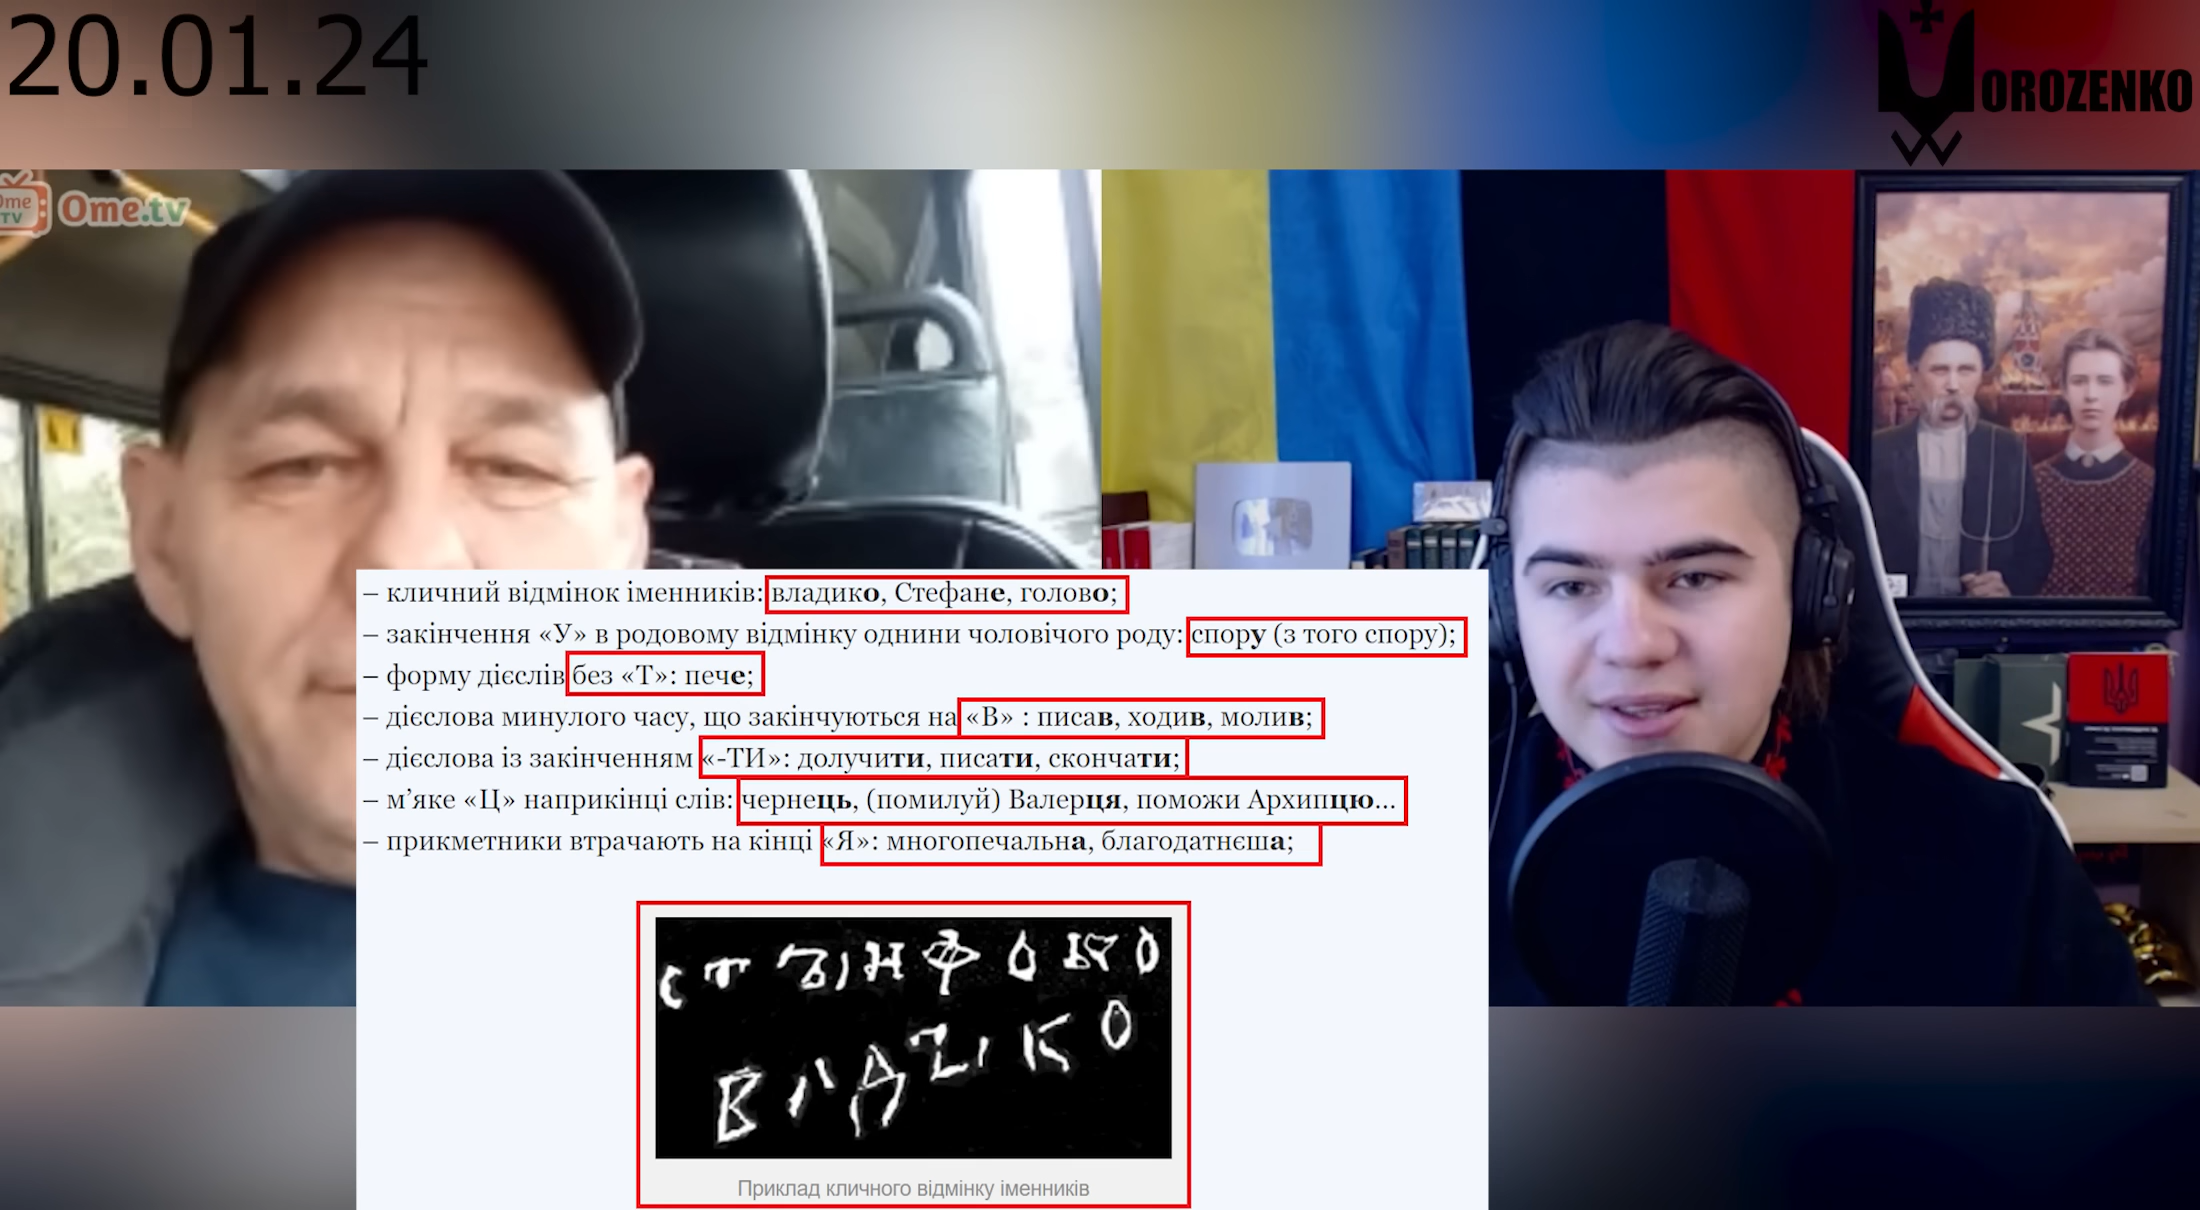 20.01.24
OROZENKO
Ome TV Ome.tv
– кличний відмінок іменників: владико, Стефане, голово;
– закінчення «У» в родовому відмінку однини чоловічого роду: спору (з того спору);
– форму дієслів без «Т»: пече;
– дієслова минулого часу, що закінчуються на «В» : писав, ходив, молив;
– дієслова із закінченням «-ТИ»: долучити, писати, скончати;
– м’яке «Ц» наприкінці слів: чернець, (помилуй) Валерця, поможи Архипцю...
– прикметники втрачають на кінці «Я»: многопечальна, благодатнєша;
Приклад кличного відмінку іменників